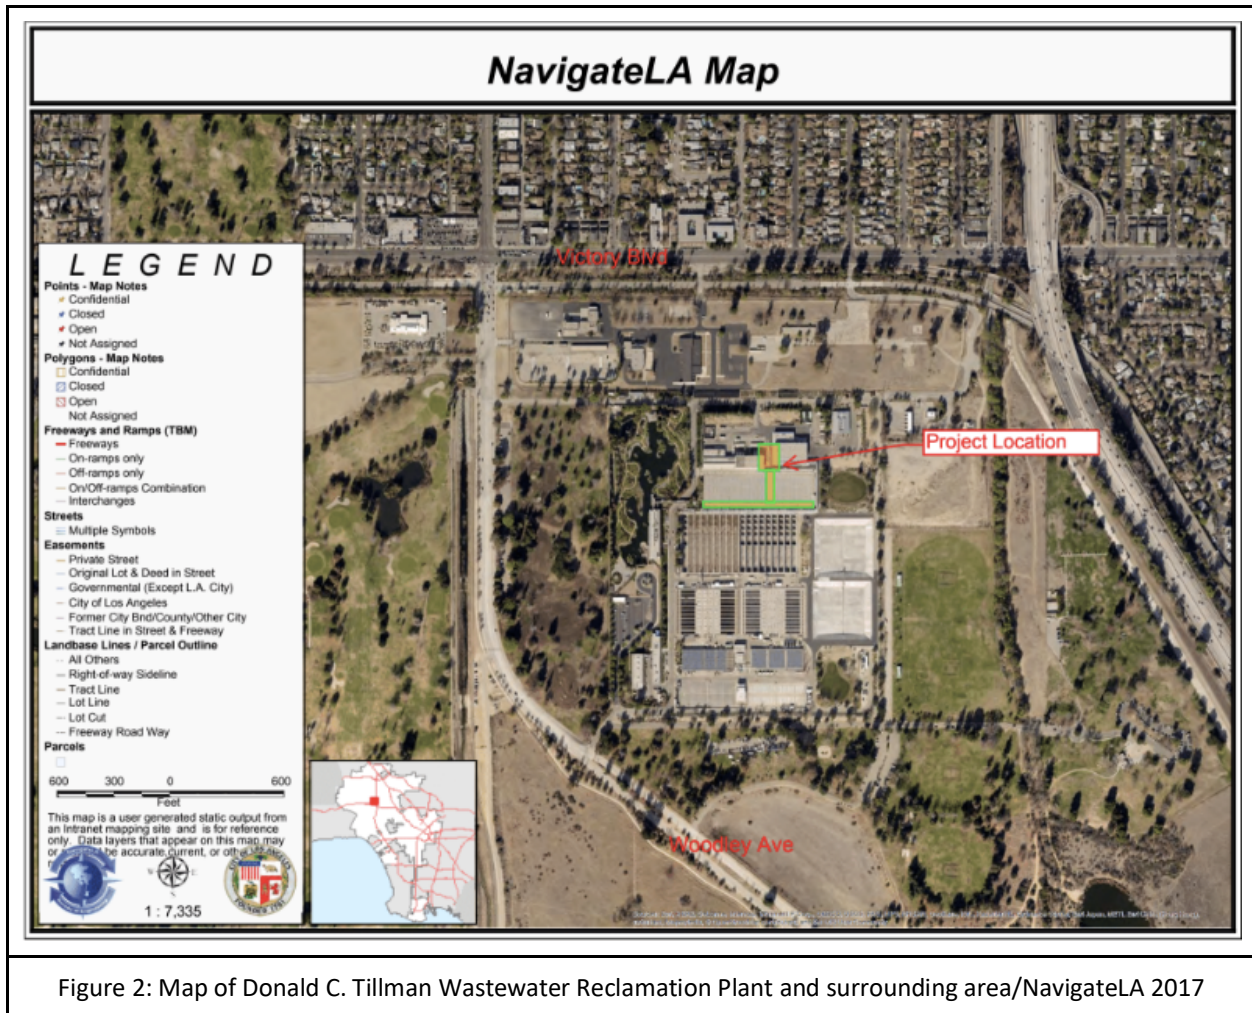 NavigateLA Map
Victory Blvd
Project Location
Woodley Ave
L E G E N D
Points - Map Notes
Confidential
Closed
Open
Not Assigned
Polygons - Map Notes
Confidential
Closed
Open
Not Assigned
Freeways and Ramps (TBM)
Freeways
On-ramps only
Off-ramps only
On/Off-ramps Combination
Interchanges
Streets
Multiple Symbols
Easements
Private Street
Original Lot & Deed in Street
Governmental (Except L.A. City)
City of Los Angeles
Former City Bnd/County/Other City
Tract Line in Street & Freeway
Landbase Lines / Parcel Outline
All Others
Right-of-way Sideline
Tract Line
Lot Line
Lot Cut
Freeway Road Way
Parcels
600 300 0 600
Feet
This map is a user generated static output from
an Intranet mapping site and is for reference
only. Data layers that appear on this map may
be accurate, current, or
1 : 7,335
Figure 2: Map of Donald C. Tillman Wastewater Reclamation Plant and surrounding area/NavigateLA 2017